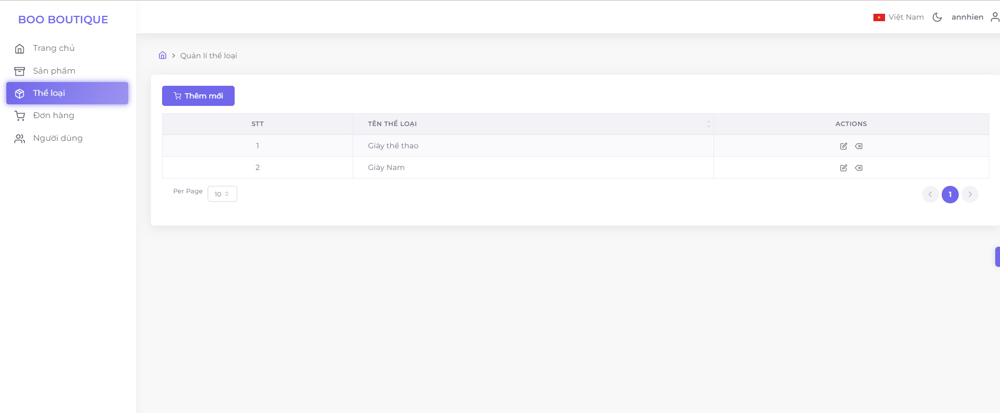 BOO BOUTIQUE
Việt Nam
annhien
Trang chủ
Sản phẩm
Thể loại
Đơn hàng
Người dùng
Quản lí thể loại
Thêm mới
STT TÊN THỂ LOẠI ACTIONS
1 Giày thể thao
2 Giày Nam
Per Page 10
1